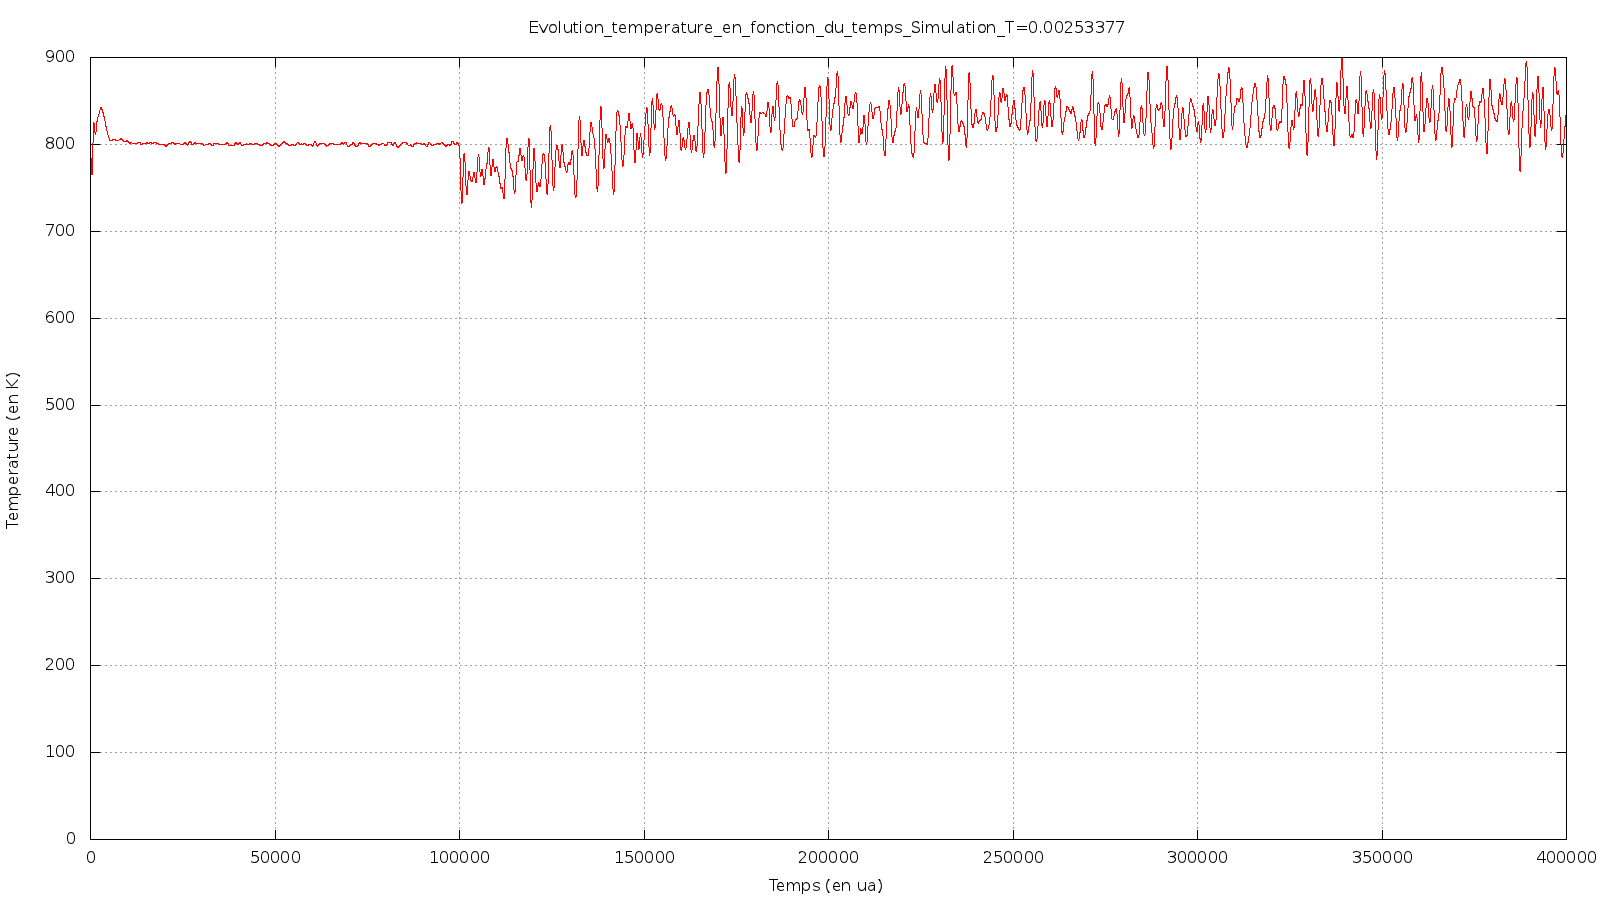 Evolution_temperature_en_fonction_du_temps_Simulation_T=0.00253377
900
800
700
600
500
400
300
200
100
0
Temperature (en K)
0 50000 100000 150000 200000 250000 300000 350000 400000
Temps (en ua)